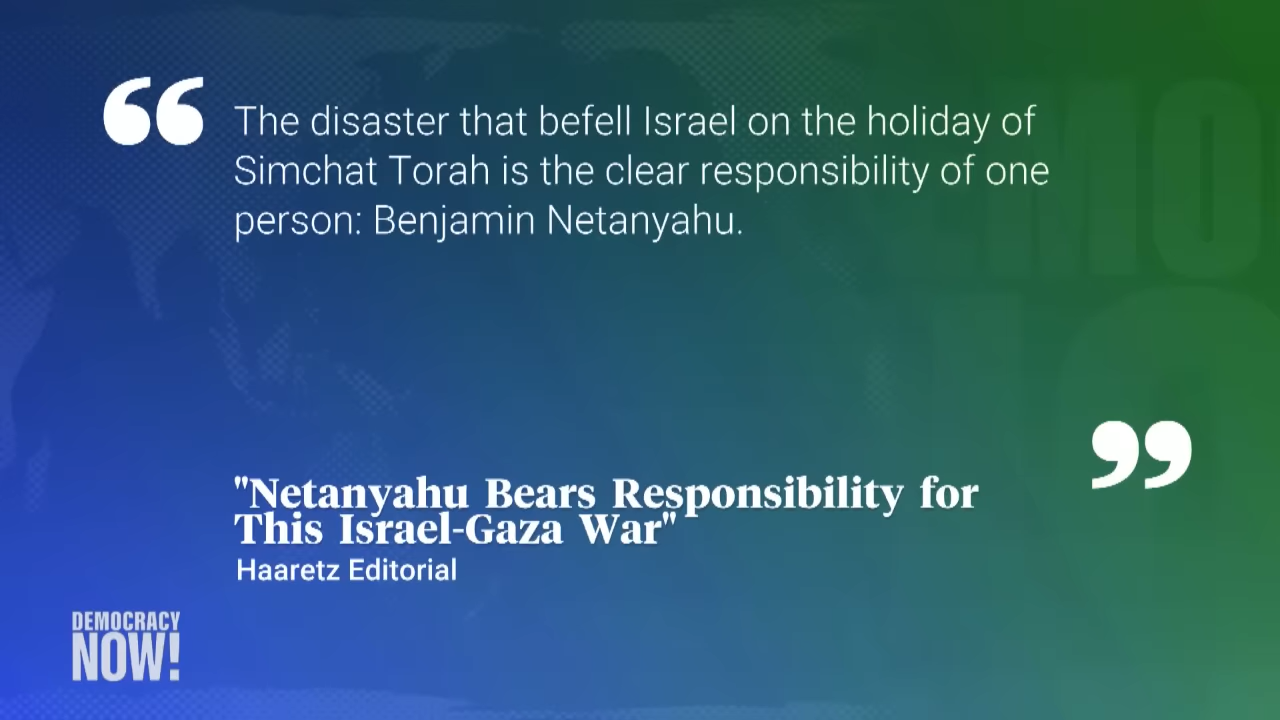 “
The disaster that befell Israel on the holiday of
Simchat Torah is the clear responsibility of one
person: Benjamin Netanyahu.
”
"Netanyahu Bears Responsibility for
This Israel-Gaza War"
Haaretz Editorial
DEMOCRACY
NOW!